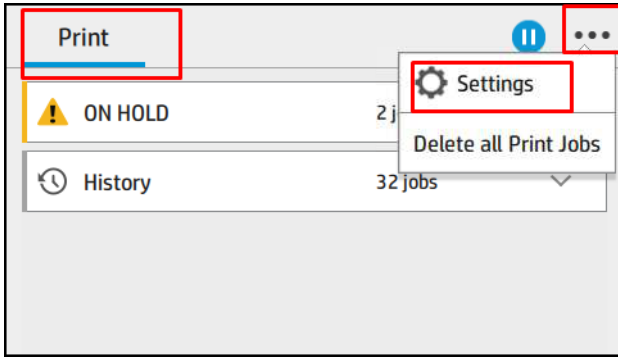 Print
Settings
ON HOLD
2 j
Delete all Print Jobs
History
32 jobs